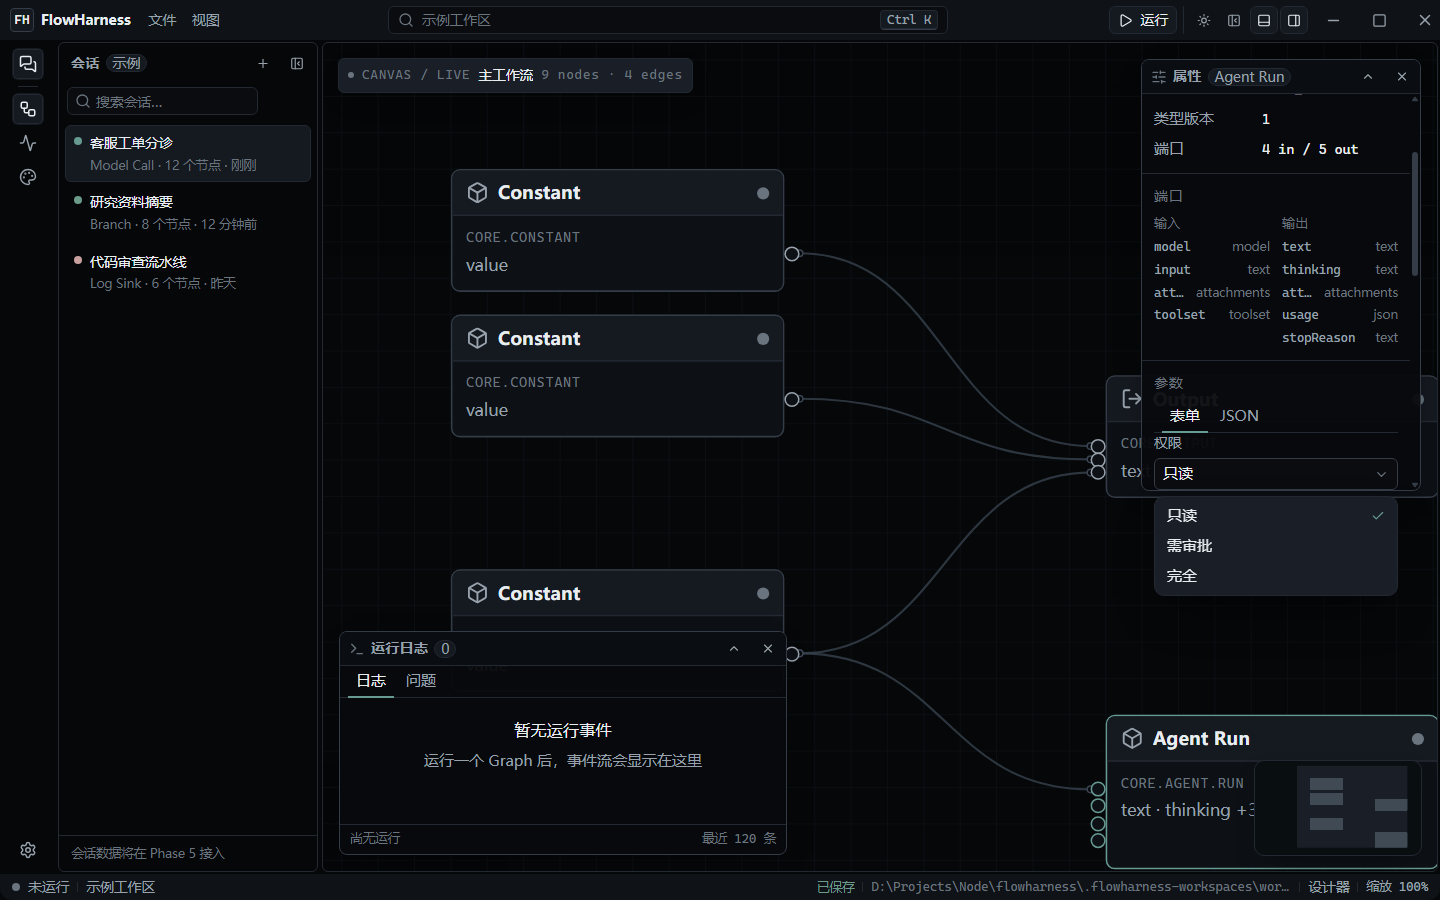 FH FlowHarness 文件 视图
示例工作区 Ctrl K
运行
会话 示例
搜索会话...
客服工单分诊
Model Call · 12 个节点 · 刚刚
研究资料摘要
Branch · 8 个节点 · 12 分钟前
代码审查流水线
Log Sink · 6 个节点 · 昨天
会话数据将在 Phase 5 接入
CANVAS / LIVE 主工作流 9 nodes · 4 edges
Constant
CORE.CONSTANT
value
Constant
CORE.CONSTANT
value
Constant
value
运行日志 0
日志 问题
暂无运行事件
运行一个 Graph 后，事件流会显示在这里
尚无运行 最近 120 条
Output
属性 Agent Run
类型版本 1
端口 4 in / 5 out
端口
输入 输出
model model text text
input text thinking text
att… attachments att… attachments
toolset toolset usage json
stopReason text
参数
表单 JSON
权限
只读
只读
需审批
完全
Agent Run
CORE.AGENT.RUN
text · thinking +3
未运行 示例工作区
已保存 D:\Projects\Node\flowharness\.flowharness-workspaces\wor… 设计器 缩放 100%